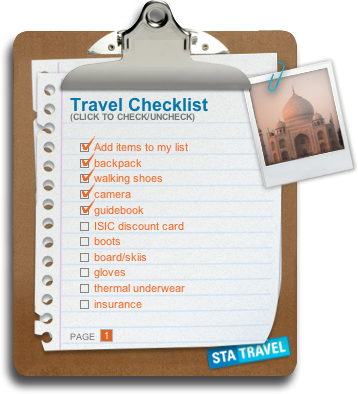 Travel Checklist
(CLICK TO CHECK/UNCHECK)
Add items to my list
backpack
walking shoes
camera
guidebook
ISIC discount card
boots
board/skiis
gloves
thermal underwear
insurance
PAGE 1
STA TRAVEL